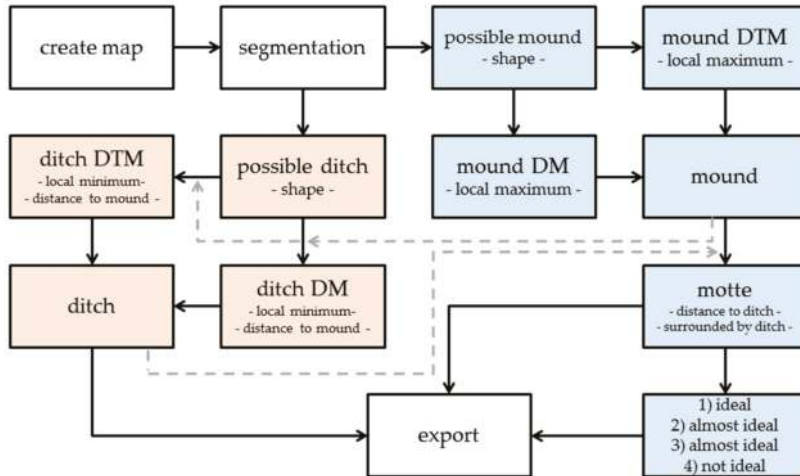 create map
segmentation
possible mound
- shape -
mound DTM
- local maximum -
ditch DTM
- local minimum-
- distance to mound -
possible ditch
- shape -
mound DM
- local maximum -
mound
ditch
ditch DM
- local minimum-
- distance to mound -
motte
- distance to ditch -
- surrounded by ditch -
export
1) ideal
2) almost ideal
3) almost ideal
4) not ideal